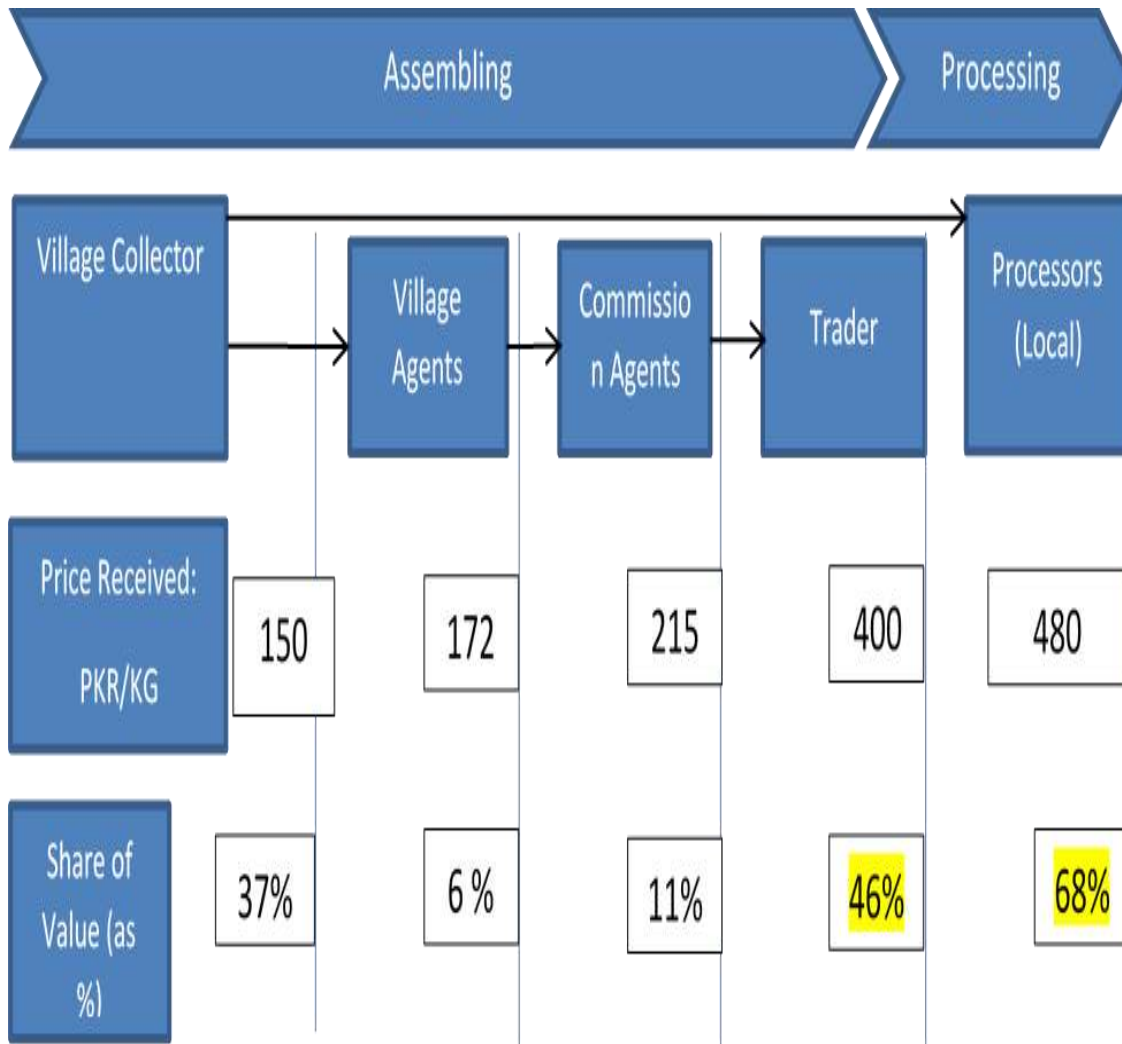 Assembling
Processing
Village Collector
Village
Agents
Commissio
n Agents
Trader
Processors
(Local)
Price Received:
PKR/KG
150
172
215
400
480
Share of
Value (as
%)
37%
6 %
11%
46%
68%